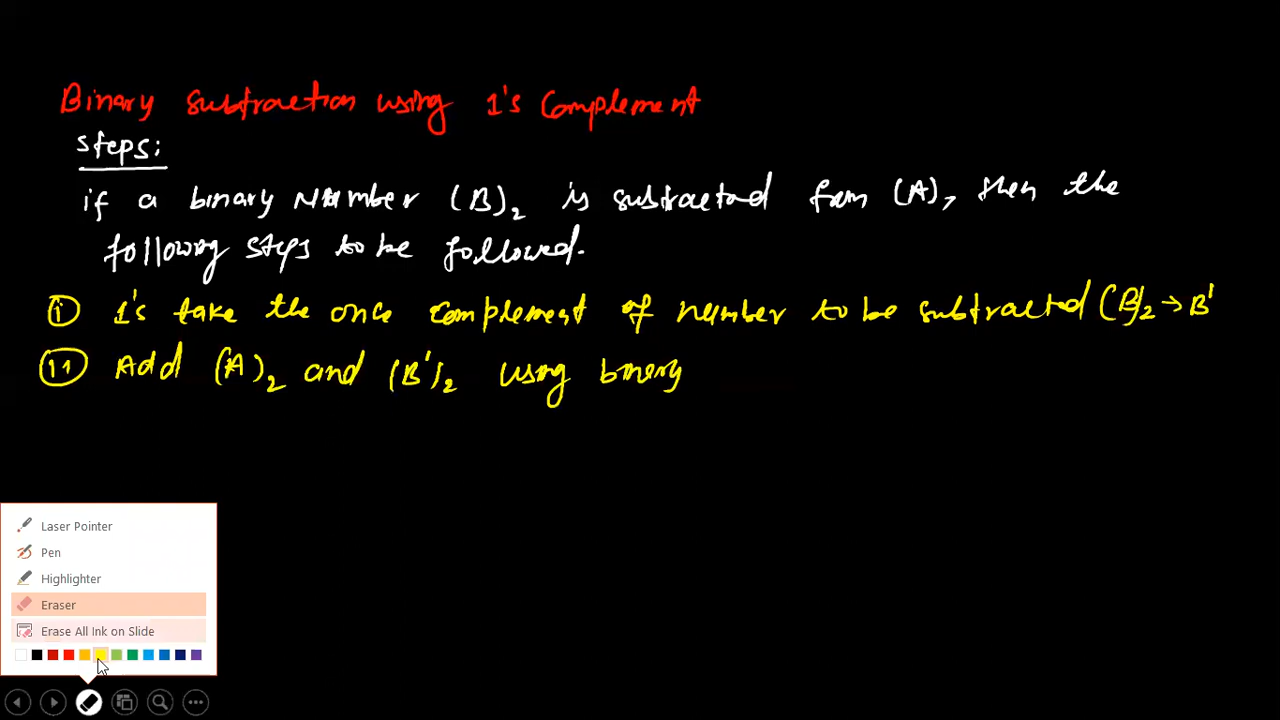 Binary subtraction using 1's complement
steps:
if a binary Number (B)2 is subtracted from (A), then the
following steps to be followed.
i 1's take the once complement of number to be subtracted (B)2 → B'
ii Add (A)2 and (B')2 using binary
Laser Pointer
Pen
Highlighter
Eraser
Erase All Ink on Slide